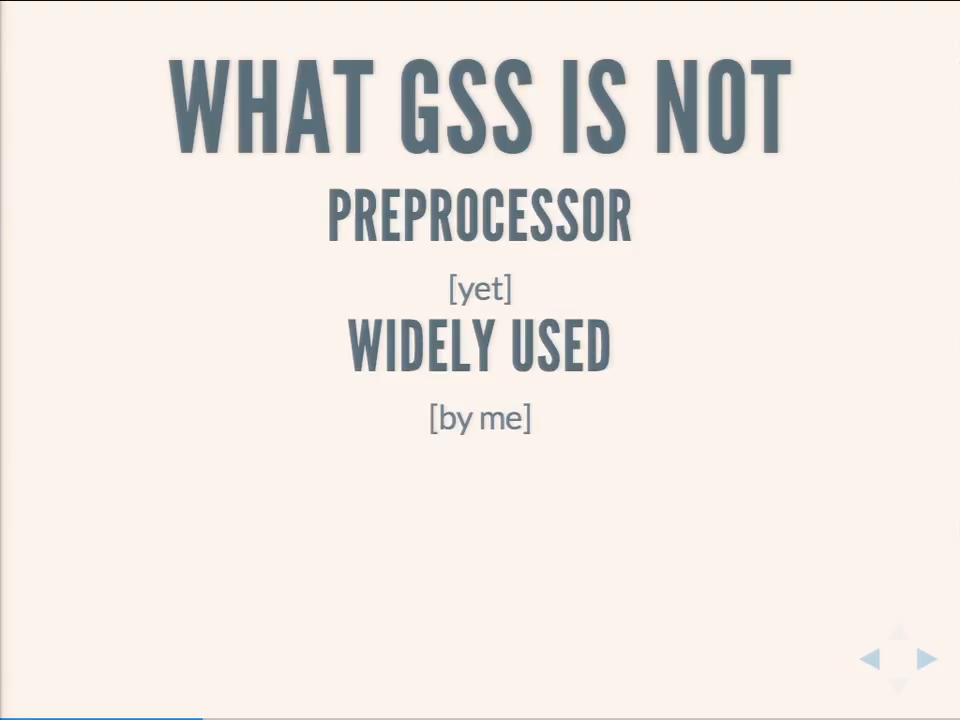 WHAT GSS IS NOT
PREPROCESSOR
[yet]
WIDELY USED
[by me]